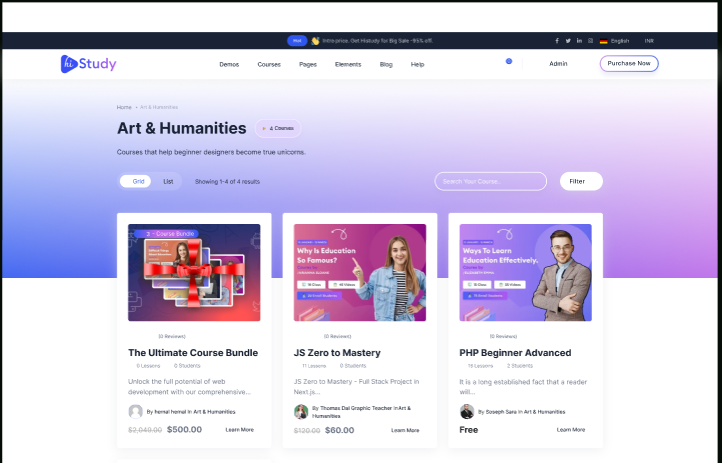 Hot Intro price. Get Histudy for Big Sale -95% off. English INR
hi Study Demos Courses Pages Elements Blog Help 0 Admin Purchase Now
Home Art & Humanities
Art & Humanities 4 Courses
Courses that help beginner designers become true unicorns.
Grid List Showing 1-4 of 4 results Search Your Course... Filter
3 - Course Bundle
Why Is Education
So Famous?
Ways To Learn
Education Effectively.
(0 Reviews) (0 Reviews) (0 Reviews)
The Ultimate Course Bundle JS Zero to Mastery PHP Beginner Advanced
0 Lessons 0 Students 11 Lessons 0 Students 19 Lessons 2 Students
Unlock the full potential of web
development with our comprehensive...
JS Zero to Mastery - Full Stack Project in
Next.js...
It is a long established fact that a reader
will...
By hemal hemal In Art & Humanities
By Thomas Dal Graphic Teacher InArt &
Humanities
By Soseph Sara In Art & Humanities
$2,040.00 $500.00 Learn More $120.00 $60.00 Learn More Free Learn More